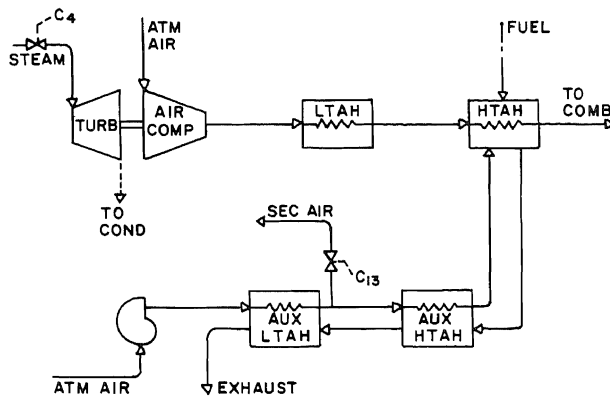 C4
STEAM
ATM
AIR
FUEL
TURB
AIR
COMP
LTAH
HTAH
TO
COMB
TO
COND
SEC AIR
C13
AUX
LTAH
AUX
HTAH
ATM AIR
EXHAUST